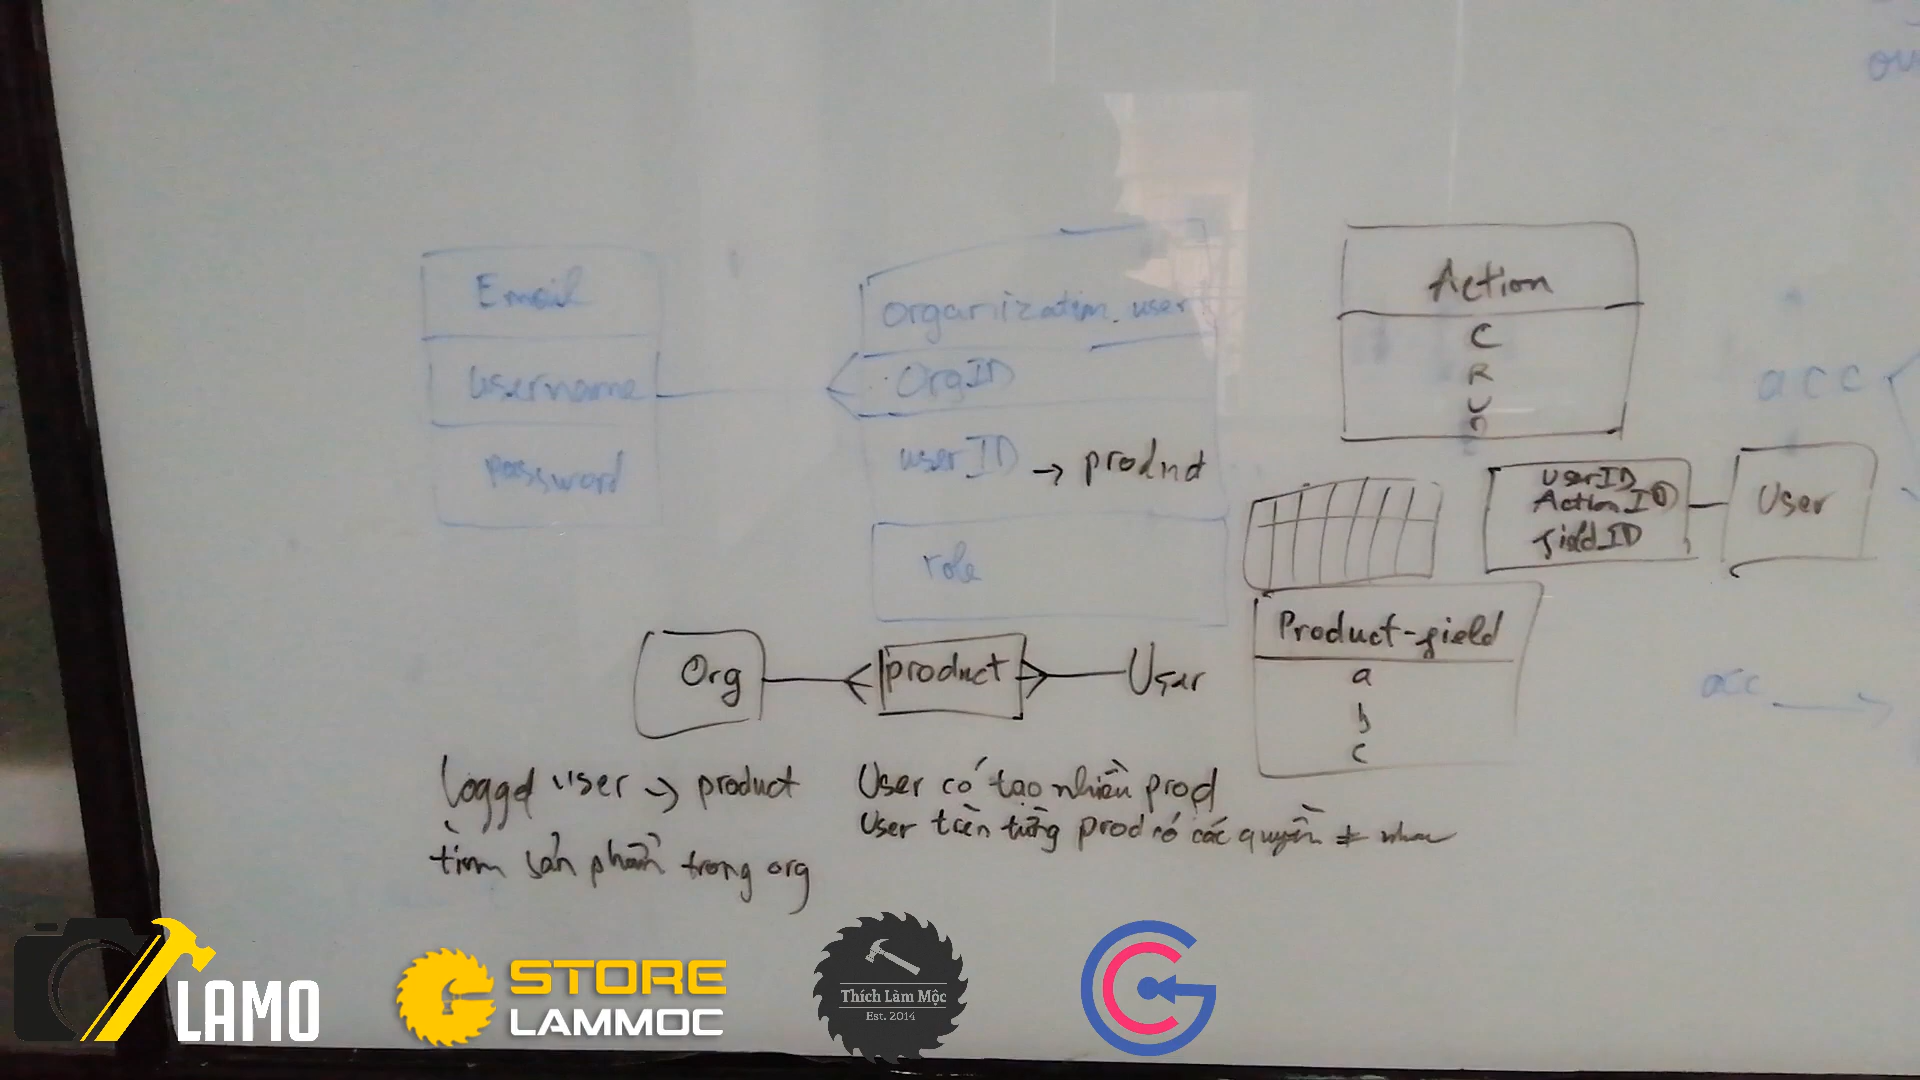 Email
username
password
organization_user
OrgID
userID → product
role
Action
C
R
U
D
UserID
ActionID
fieldID
User
acc
acc
Product-field
a
b
c
Org
product
User
Loggd user → product
tìm sản phẩm trong org
User có tạo nhiều prod
User trên từng prod có các quyền ≠ nhau
LAMO
STORE
LAMMOC
Thích Làm Mộc
Est. 2014